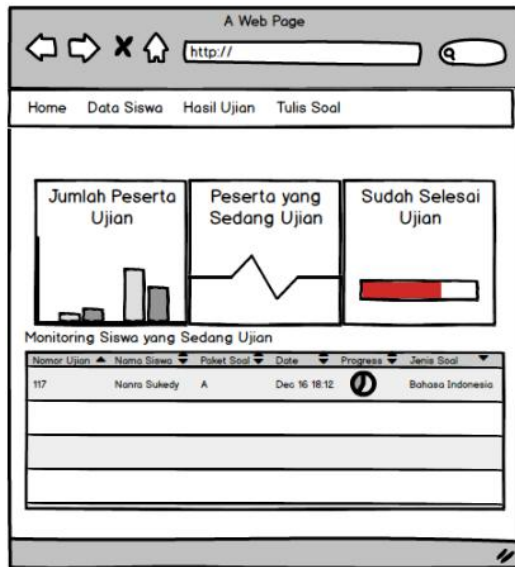 A Web Page
http://
Home Data Siswa Hasil Ujian Tulis Soal
Jumlah Peserta
Ujian
Peserta yang
Sedang Ujian
Sudah Selesai
Ujian
Monitoring Siswa yang Sedang Ujian
Nomor Ujian Nama Siswa Paket Soal Date Progress Jenis Soal
117 Nanra Sukedy A Dec 16 18:12 Bahasa Indonesia